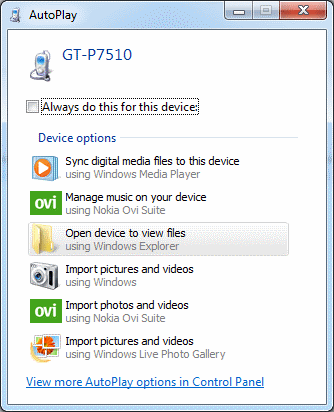 AutoPlay
GT-P7510
Always do this for this device:
Device options
Sync digital media files to this device
using Windows Media Player
ovi
Manage music on your device
using Nokia Ovi Suite
Open device to view files
using Windows Explorer
Import pictures and videos
using Windows
ovi
Import photos and videos
using Nokia Ovi Suite
Import pictures and videos
using Windows Live Photo Gallery
View more AutoPlay options in Control Panel